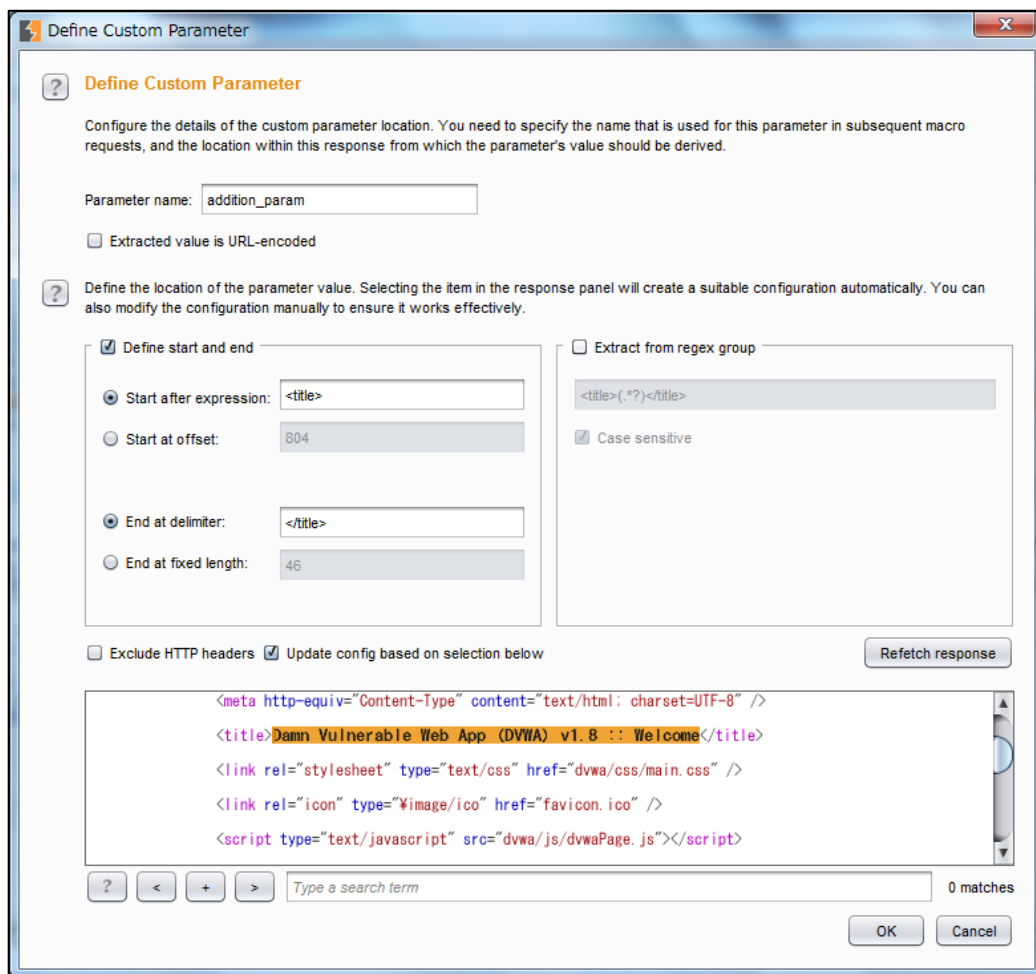 Define Custom Parameter
X
? Define Custom Parameter
Configure the details of the custom parameter location. You need to specify the name that is used for this parameter in subsequent macro
requests, and the location within this response from which the parameter's value should be derived.
Parameter name: addition_param
Extracted value is URL-encoded
? Define the location of the parameter value. Selecting the item in the response panel will create a suitable configuration automatically. You can
also modify the configuration manually to ensure it works effectively.
Define start and end
Start after expression: <title>
Start at offset: 804
End at delimiter: </title>
End at fixed length: 46
Extract from regex group
<title>(.*?)</title>
Case sensitive
Exclude HTTP headers Update config based on selection below Refetch response
<meta http-equiv="Content-Type" content="text/html; charset=UTF-8" />
<title>Damn Vulnerable Web App (DVWA) v1.8 :: Welcome</title>
<link rel="stylesheet" type="text/css" href="dvwa/css/main.css" />
<link rel="icon" type="¥image/ico" href="favicon.ico" />
<script type="text/javascript" src="dvwa/js/dvwaPage.js"></script>
? < + > Type a search term 0 matches
OK Cancel